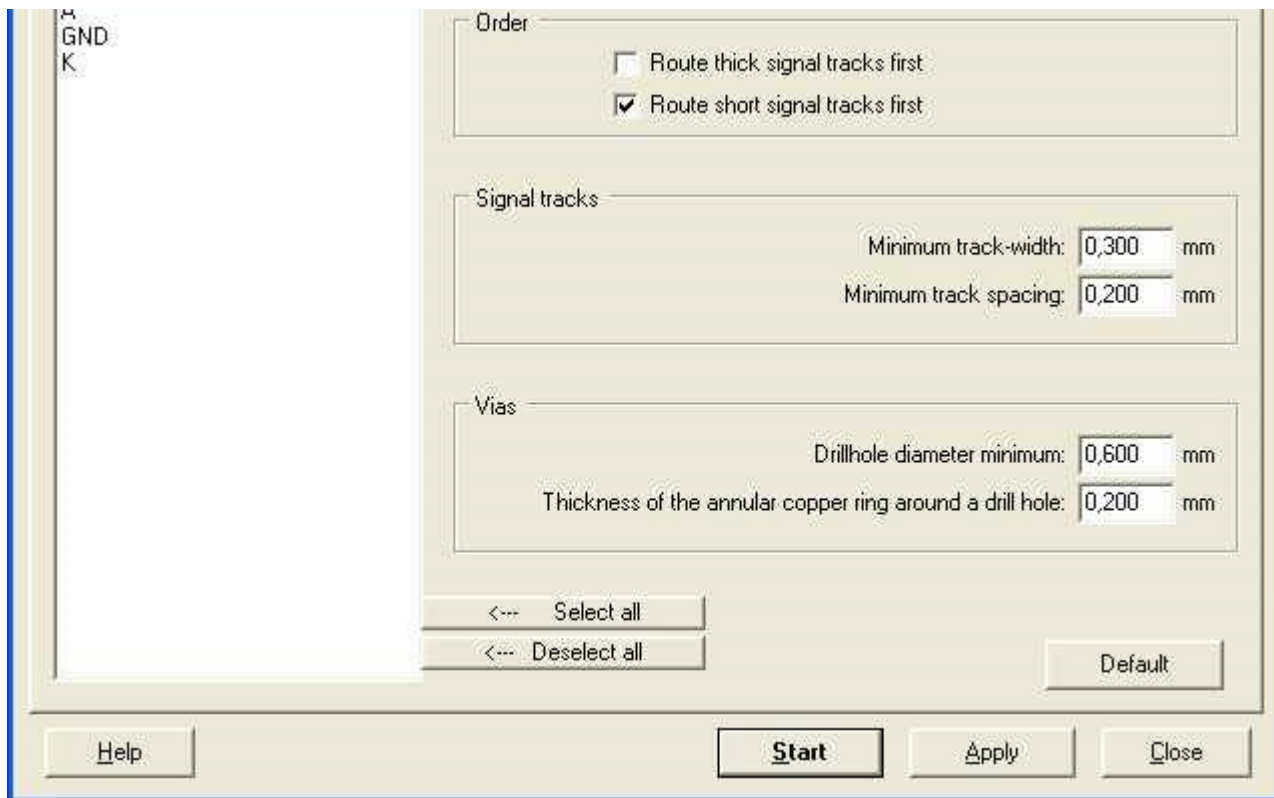 A
GND
K
Order
Route thick signal tracks first
Route short signal tracks first
Signal tracks
Minimum track-width: 0,300 mm
Minimum track spacing: 0,200 mm
Vias
Drillhole diameter minimum: 0,600 mm
Thickness of the annular copper ring around a drill hole: 0,200 mm
<--- Select all
<--- Deselect all
Default
Help Start Apply Close